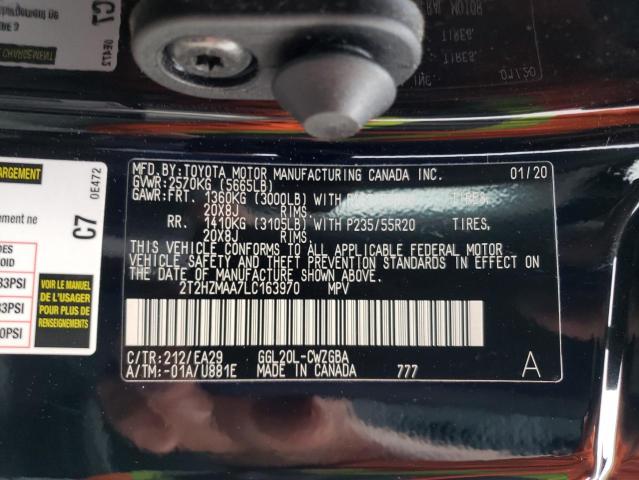 MFD.BY:TOYOTA MOTOR MANUFACTURING CANADA INC. 01/20
GVWR:2570KG (5665LB)
GAWR:FRT. 1360KG (3000LB) WITH
20X8J RIMS.
RR. 1410KG (3105LB) WITH P235/55R20 TIRES,
20X8J RIMS.
THIS VEHICLE CONFORMS TO ALL APPLICABLE FEDERAL MOTOR
VEHICLE SAFETY AND THEFT PREVENTION STANDARDS IN EFFECT ON
THE DATE OF MANUFACTURE SHOWN ABOVE.
2T2HZMAA7LC163970 MPV
C/TR:212/EA29 GGL20L-CWZGBA
A/TM:-01A/U881E MADE IN CANADA 777 A
C7
0E472
VOIR LE MANUEL
DE L'USAGER
POUR PLUS DE
RENSEIGNEMENTS